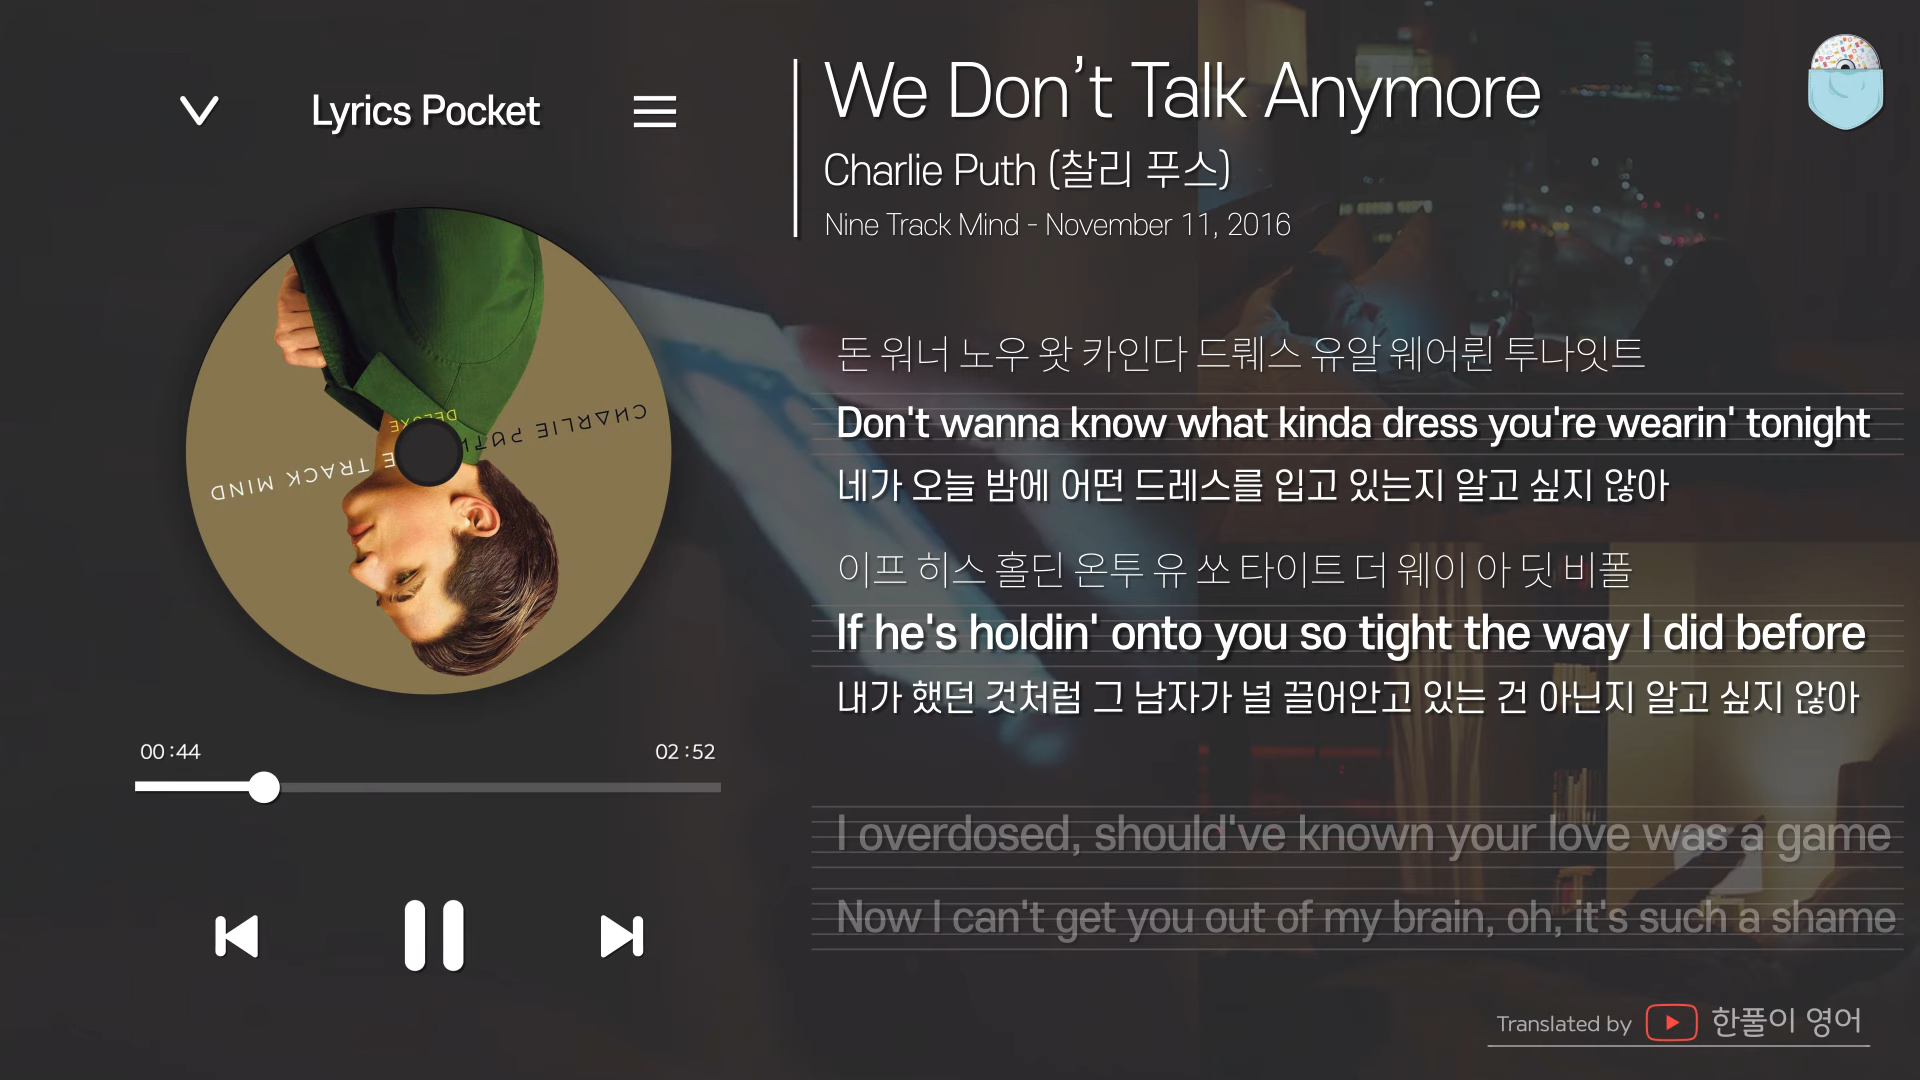 Lyrics Pocket
We Don't Talk Anymore
Charlie Puth (찰리 푸스)
Nine Track Mind - November 11, 2016
CHARLIE PUTH
DELUXE
TRACK MIND
00:44
02:52
돈 워너 노우 왓 카인다 드뤠스 유알 웨어륀 투나잇트
Don't wanna know what kinda dress you're wearin' tonight
네가 오늘 밤에 어떤 드레스를 입고 있는지 알고 싶지 않아
이프 히스 홀딘 온투 유 쏘 타이트 더 웨이 아 딧 비폴
If he's holdin' onto you so tight the way I did before
내가 했던 것처럼 그 남자가 널 끌어안고 있는 건 아닌지 알고 싶지 않아
I overdosed, should've known your love was a game
Now I can't get you out of my brain, oh, it's such a shame
Translated by 한풀이 영어